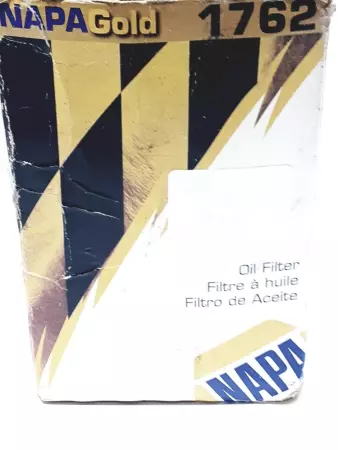 NAPAGold 1762
Oil Filter
Filtre à huile
Filtro de Aceite
NAPA